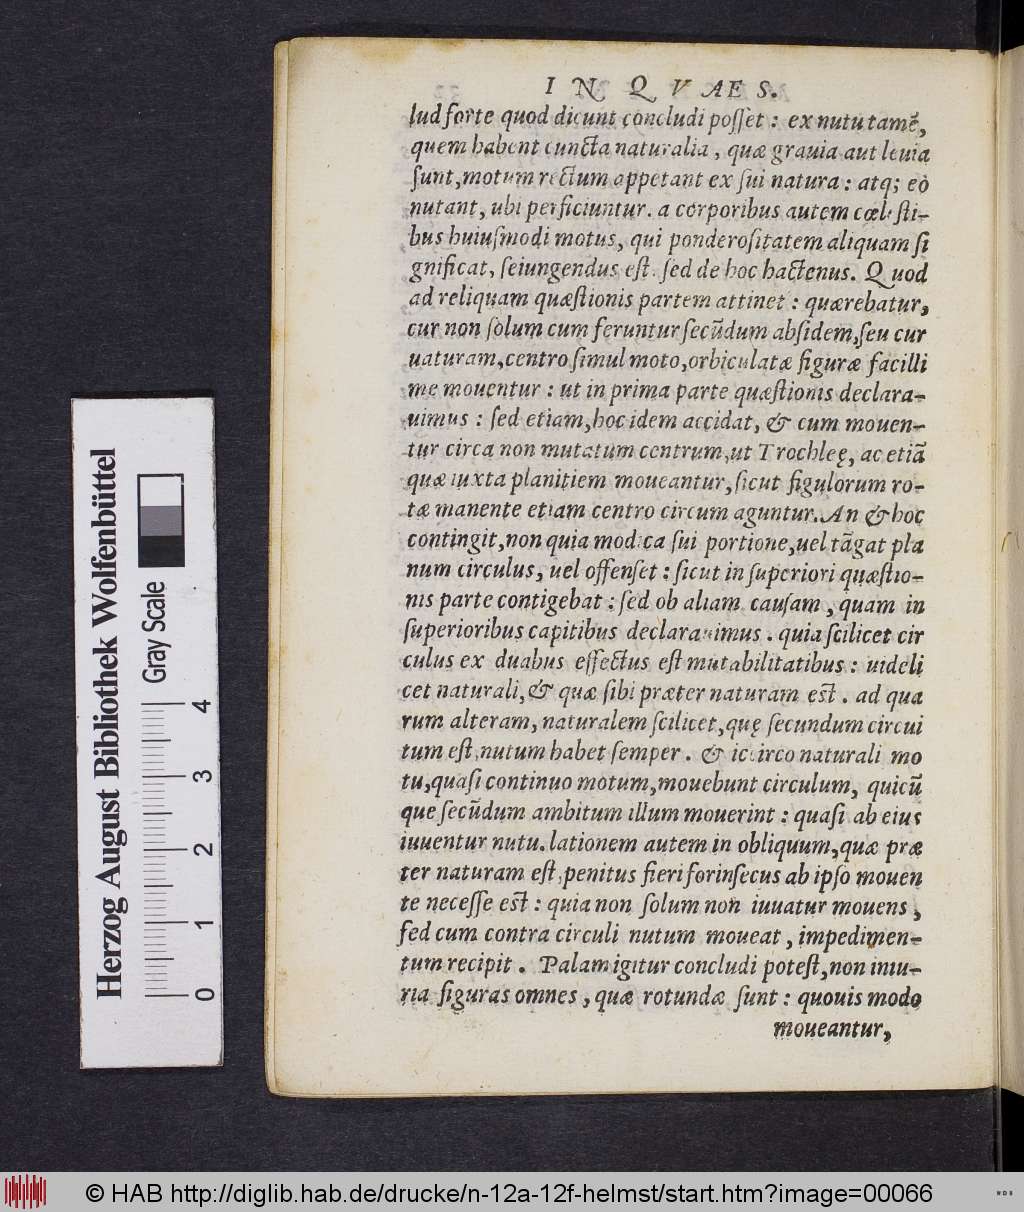 IN QVAES.
lud forte quod dicunt concludi posſet : ex nutu tamẽ,
quem habent cuncta naturalia, quæ grauia aut leuia
ſunt, motum rectum appetant ex ſui natura : atq; eò
nutant, ubi perficiuntur. a corporibus autem cœleſti-
bus huiuſmodi motus, qui ponderoſitatem aliquam ſi
gnificat, ſeiungendus eſt. ſed de hoc hactenus. Quod
ad reliquam quæſtionis partem attinet : quærebatur,
cur non ſolum cum feruntur ſecũdum abſidem, ſeu cur
uaturam, centro ſimul moto, orbiculatæ figuræ facilli
me mouentur : ut in prima parte quæſtionis declara-
uimus : ſed etiam, hoc idem accidat, & cum mouen-
tur circa non mutatum centrum, ut Trochleę, ac etiã
quæ iuxta planitiem moueantur, ſicut figulorum ro-
tæ manente etiam centro circum aguntur. An & hoc
contingit, non quia modica ſui portione, uel tãgat pla
num circulus, uel offenſet : ſicut in ſuperiori quæſtio-
nis parte contigebat : ſed ob aliam cauſam, quam in
ſuperioribus capitibus declarauimus. quia ſcilicet cir
culus ex duabus effectus eſt mutabilitatibus : uideli
cet naturali, & quæ ſibi præter naturam eſt. ad qua
rum alteram, naturalem ſcilicet, quę ſecundum circui
tum eſt, nutum habet ſemper. & iccirco naturali mo
tu, quaſi continuo motum, mouebunt circulum, quicũ
que ſecũdum ambitum illum mouerint : quaſi ab eius
iuuentur nutu. lationem autem in obliquum, quæ præ
ter naturam eſt, penitus fieri forinſecus ab ipſo mouen
te neceſſe eſt : quia non ſolum non iuuatur mouens,
ſed cum contra circuli nutum moueat, impedimen-
tum recipit. Palam igitur concludi poteſt, non iniu-
ria figuras omnes, quæ rotundæ ſunt : quouis modo
moueantur,
Herzog August Bibliothek Wolfenbüttel
Gray Scale
0 1 2 3 4
© HAB http://diglib.hab.de/drucke/n-12a-12f-helmst/start.htm?image=00066